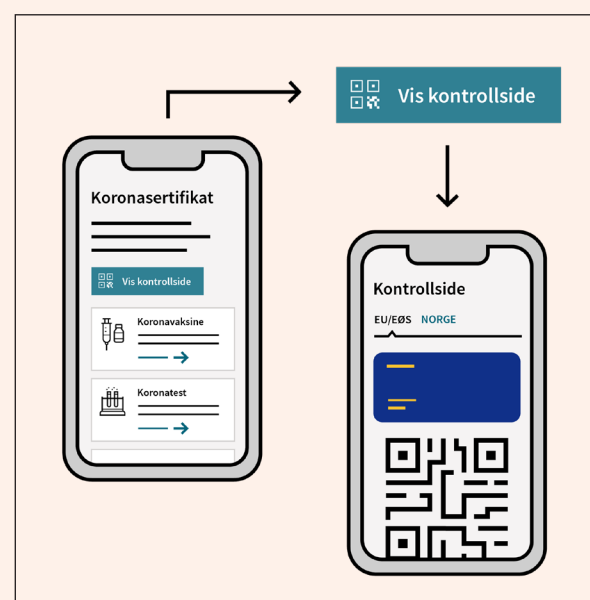 Koronasertifikat
Vis kontrollside
Koronavaksine
Koronatest
Vis kontrollside
Kontrollside
EU/EØS NORGE